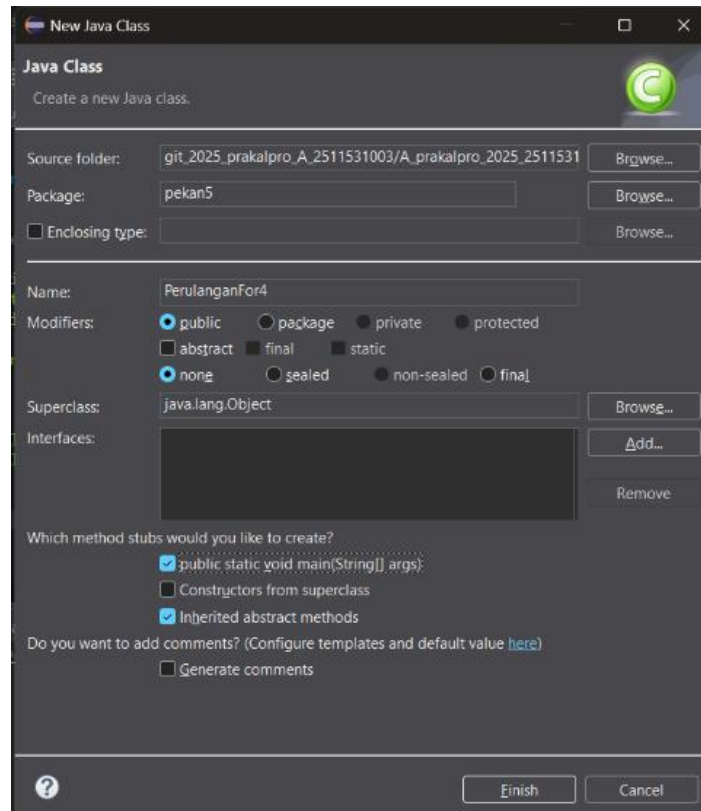 New Java Class
Java Class
Create a new Java class.
Source folder: git_2025_prakalpro_A_2511531003/A_prakalpro_2025_2511531 Browse...
Package: pekan5 Browse...
Enclosing type: Browse...
Name: PerulanganFor4
Modifiers: public package private protected
abstract final static
none sealed non-sealed final
Superclass: java.lang.Object Browse...
Interfaces: Add...
Remove
Which method stubs would you like to create?
public static void main(String[] args)
Constructors from superclass
Inherited abstract methods
Do you want to add comments? (Configure templates and default value here)
Generate comments
? Finish Cancel